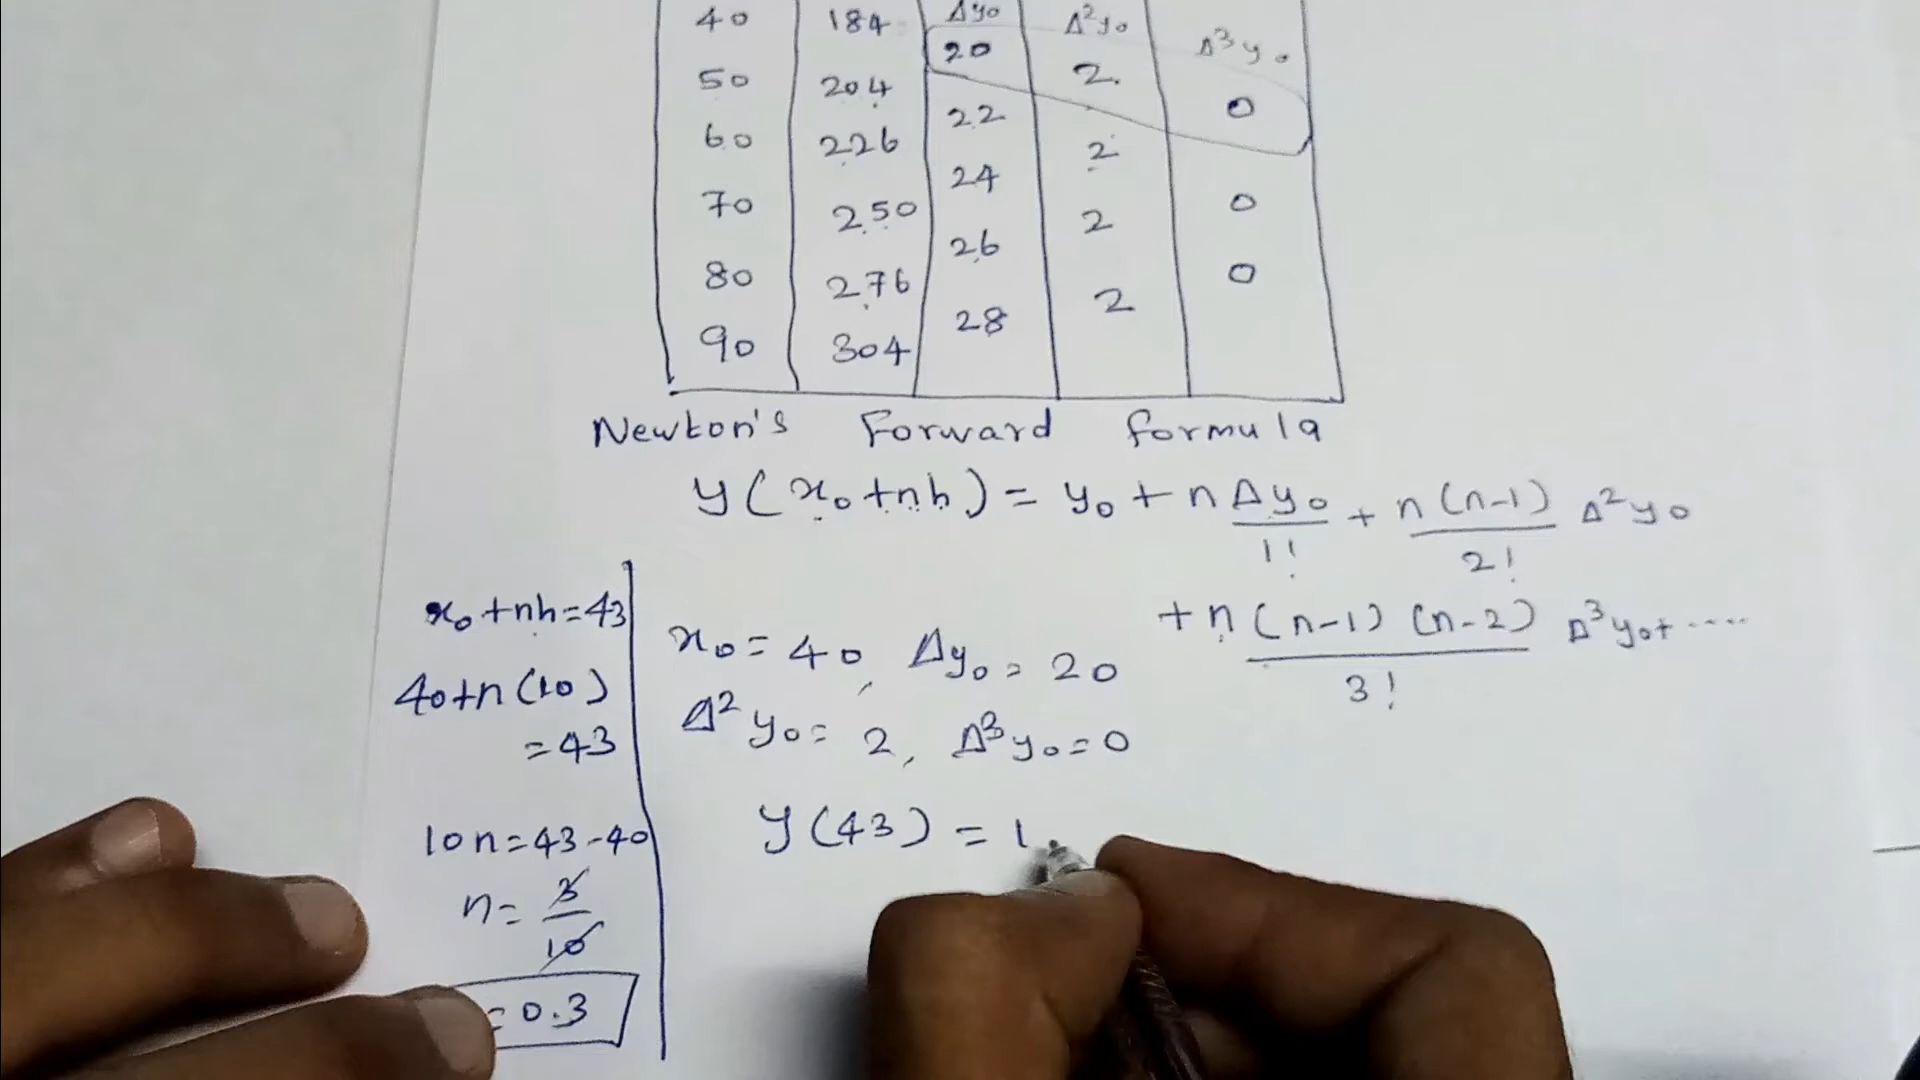 40 184 Δy₀ Δ²y₀ Δ³y₀
20
50 204 2
22 0
60 226 2
24
70 250 2 0
26
80 276 2 0
28
90 304
Newton's Forward formula
y(x₀+nh) = y₀ + n Δy₀/1! + n(n-1)/2! Δ²y₀
+ n(n-1)(n-2)/3! Δ³y₀+ .....
x₀+nh=43
40+n(10)
=43
10n=43-40
n= 3/10
=0.3
x₀=40, Δy₀=20
Δ²y₀=2, Δ³y₀=0
y(43) = 1